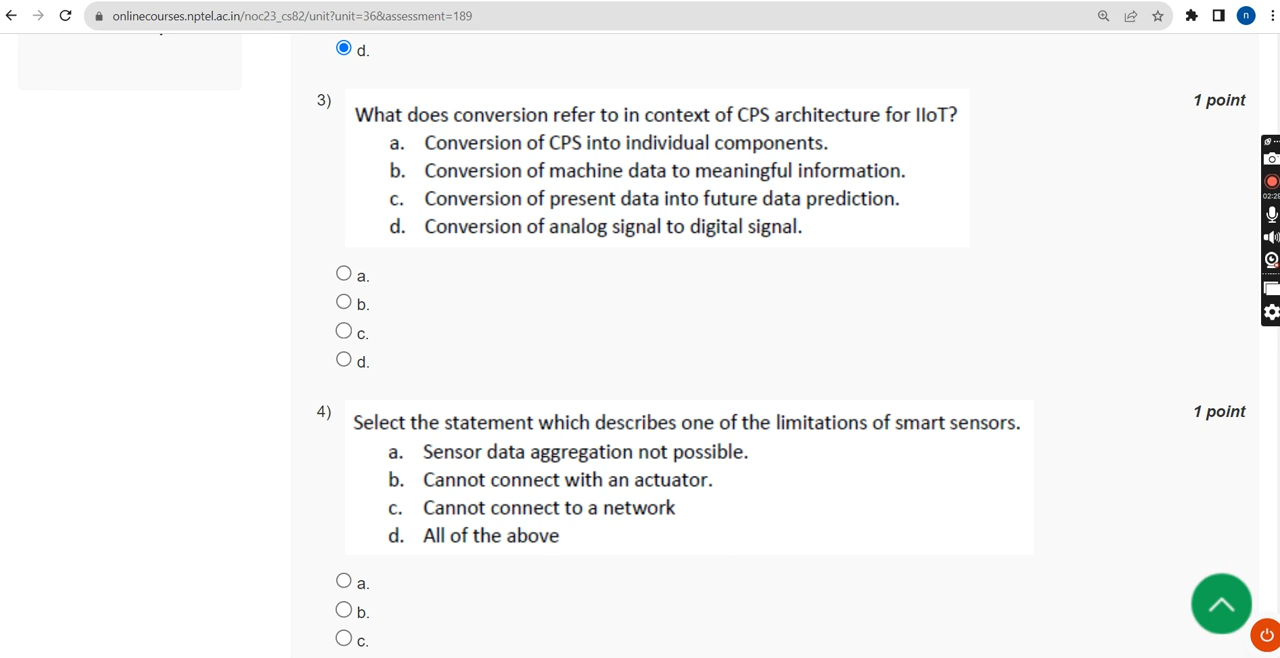 onlinecourses.nptel.ac.in/noc23_cs82/unit?unit=36&assessment=189
n
d.
3)
1 point
What does conversion refer to in context of CPS architecture for IIoT?
a. Conversion of CPS into individual components.
b. Conversion of machine data to meaningful information.
c. Conversion of present data into future data prediction.
d. Conversion of analog signal to digital signal.
a.
b.
c.
d.
4)
1 point
Select the statement which describes one of the limitations of smart sensors.
a. Sensor data aggregation not possible.
b. Cannot connect with an actuator.
c. Cannot connect to a network
d. All of the above
a.
b.
c.